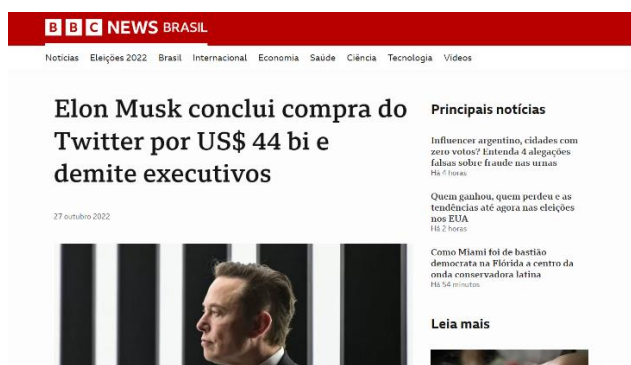 BBC NEWS BRASIL
Notícias Eleições 2022 Brasil Internacional Economia Saúde Ciência Tecnologia Vídeos
Elon Musk conclui compra do
Twitter por US$ 44 bi e
demite executivos
27 outubro 2022
Principais notícias
Influencer argentino, cidades com
zero votos? Entenda 4 alegações
falsas sobre fraude nas urnas
Há 4 horas
Quem ganhou, quem perdeu e as
tendências até agora nas eleições
nos EUA
Há 2 horas
Como Miami foi de bastião
democrata na Flórida a centro da
onda conservadora latina
Há 54 minutos
Leia mais